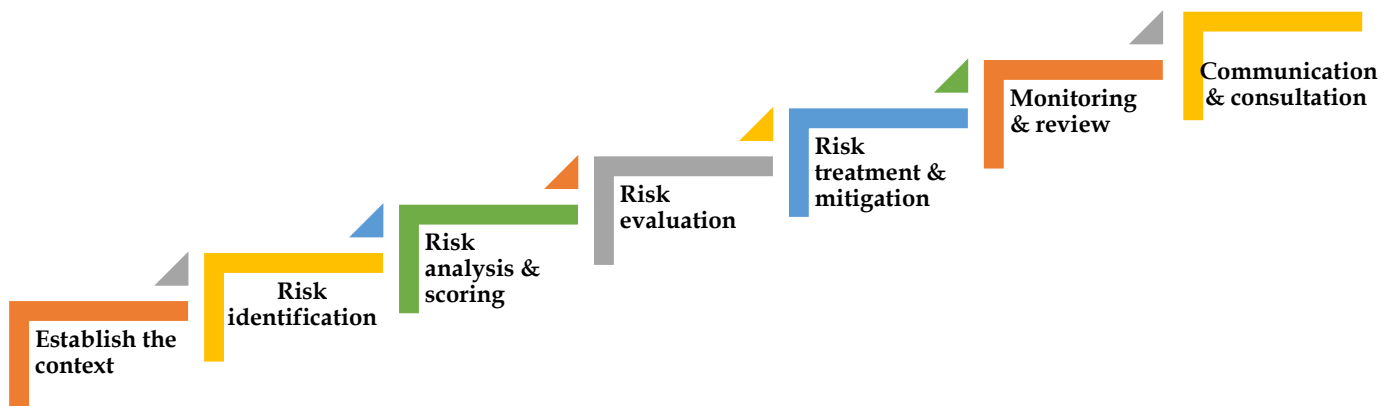 Establish the
context
Risk
identification
Risk
analysis &
scoring
Risk
evaluation
Risk
treatment &
mitigation
Monitoring
& review
Communication
& consultation